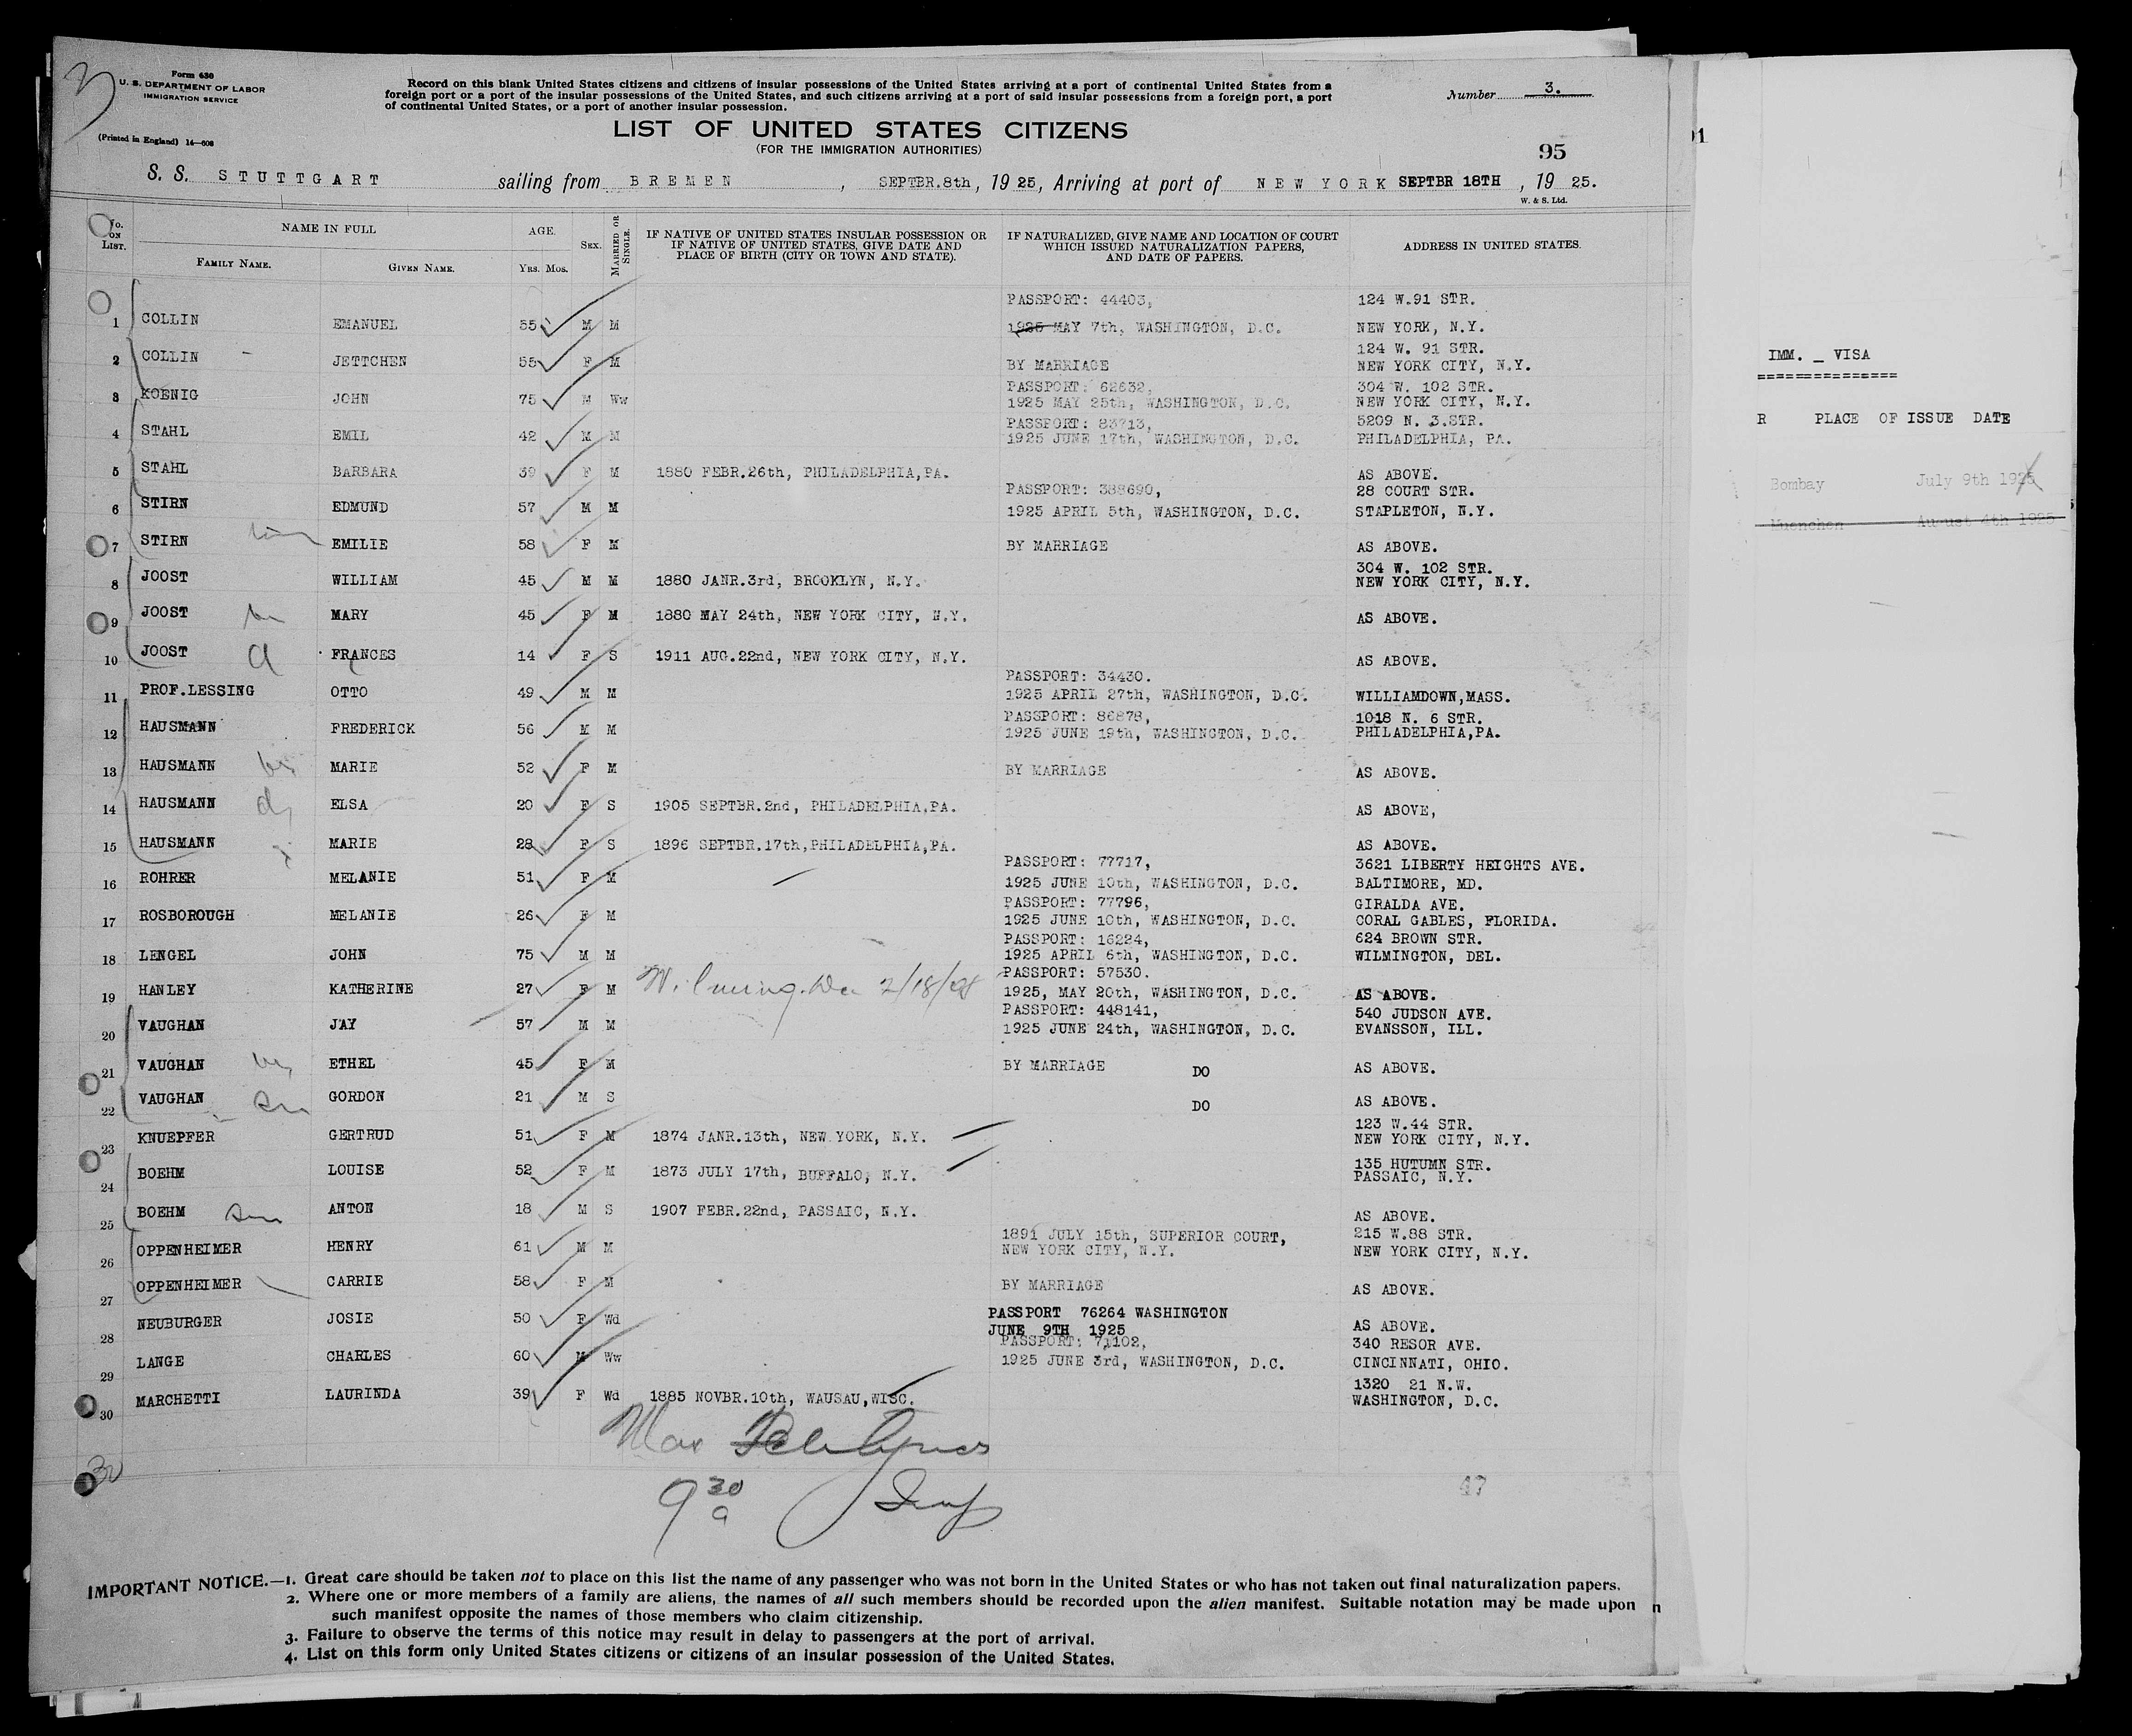 3
Form 630
U. S. DEPARTMENT OF LABOR
IMMIGRATION SERVICE
(Printed in England) 14—608
Record on this blank United States citizens and citizens of insular possessions of the United States arriving at a port of continental United States from a
foreign port or a port of the insular possessions of the United States, and such citizens arriving at a port of said insular possessions from a foreign port, a port
of continental United States, or a port of another insular possession.
Number 3.
LIST OF UNITED STATES CITIZENS
(FOR THE IMMIGRATION AUTHORITIES)
95
S. S. STUTTGART sailing from BREMEN, SEPTBR.8th, 1925, Arriving at port of NEW YORK SEPTBR 18TH, 1925.
W. & S. Ltd.
No. ON LIST. NAME IN FULL AGE. SEX. MARRIED OR SINGLE. IF NATIVE OF UNITED STATES INSULAR POSSESSION OR IF NATIVE OF UNITED STATES, GIVE DATE AND PLACE OF BIRTH (CITY OR TOWN AND STATE). IF NATURALIZED, GIVE NAME AND LOCATION OF COURT WHICH ISSUED NATURALIZATION PAPERS, AND DATE OF PAPERS. ADDRESS IN UNITED STATES.
FAMILY NAME. GIVEN NAME. YRS. MOS.
PASSPORT: 44403, 124 W.91 STR.
1 COLLIN EMANUEL 55 M M 1925 MAY 7th, WASHINGTON, D.C. NEW YORK, N.Y.
124 W. 91 STR.
2 COLLIN JETTCHEN 55 F M BY MARRIAGE NEW YORK CITY, N.Y.
PASSPORT: 62632, 304 W. 102 STR.
3 KOENIG JOHN 75 M Ww 1925 MAY 25th, WASHINGTON, D.C. NEW YORK CITY, N.Y.
PASSPORT: 83713, 5209 N. 3.STR.
4 STAHL EMIL 42 M M 1925 JUNE 17th, WASHINGTON, D.C. PHILADELPHIA, PA.
5 STAHL BARBARA 39 F M 1880 FEBR.26th, PHILADELPHIA,PA. AS ABOVE.
PASSPORT: 388690, 28 COURT STR.
6 STIRN EDMUND 57 M M 1925 APRIL 5th, WASHINGTON, D.C. STAPLETON, N.Y.
7 STIRN EMILIE 58 F M BY MARRIAGE AS ABOVE.
304 W. 102 STR.
8 JOOST WILLIAM 45 M M 1880 JANR.3rd, BROOKLYN, N.Y. NEW YORK CITY, N.Y.
9 JOOST MARY 45 F M 1880 MAY 24th, NEW YORK CITY, N.Y. AS ABOVE.
10 JOOST d FRANCES 14 F S 1911 AUG.22nd, NEW YORK CITY, N.Y. AS ABOVE.
PASSPORT: 34430.
11 PROF.LESSING OTTO 49 M M 1925 APRIL 27th, WASHINGTON, D.C. WILLIAMDOWN,MASS.
PASSPORT: 86878, 1018 N. 6 STR.
12 HAUSMANN FREDERICK 56 M M 1925 JUNE 19th, WASHINGTON, D.C. PHILADELPHIA,PA.
13 HAUSMANN MARIE 52 F M BY MARRIAGE AS ABOVE.
14 HAUSMANN d ELSA 20 F S 1905 SEPTBR.2nd, PHILADELPHIA,PA. AS ABOVE,
15 HAUSMANN MARIE 28 F S 1896 SEPTBR.17th,PHILADELPHIA,PA. AS ABOVE.
PASSPORT: 77717, 3621 LIBERTY HEIGHTS AVE.
16 ROHRER MELANIE 51 F M 1925 JUNE 10th, WASHINGTON, D.C. BALTIMORE, MD.
PASSPORT: 77796, GIRALDA AVE.
17 ROSBOROUGH MELANIE 26 F M 1925 JUNE 10th, WASHINGTON, D.C. CORAL GABLES, FLORIDA.
PASSPORT: 16224, 624 BROWN STR.
18 LENGEL JOHN 75 M M 1925 APRIL 6th, WASHINGTON, D.C. WILMINGTON, DEL.
PASSPORT: 57530.
19 HANLEY KATHERINE 27 F M 2/18/98 1925, MAY 20th, WASHINGTON, D.C. AS ABOVE.
PASSPORT: 448141, 540 JUDSON AVE.
20 VAUGHAN JAY 57 M M 1925 JUNE 24th, WASHINGTON, D.C. EVANSSON, ILL.
21 VAUGHAN ETHEL 45 F M BY MARRIAGE DO AS ABOVE.
22 VAUGHAN Son GORDON 21 M S DO AS ABOVE.
123 W.44 STR.
23 KNUEPFER GERTRUD 51 F M 1874 JANR.13th, NEW YORK, N.Y. NEW YORK CITY, N.Y.
135 HUTUMN STR.
24 BOEHM LOUISE 52 F M 1873 JULY 17th, BUFFALO, N.Y. PASSAIC, N.Y.
25 BOEHM Son ANTON 18 M S 1907 FEBR.22nd, PASSAIC, N.Y. AS ABOVE.
1891 JULY 15th, SUPERIOR COURT, 215 W.88 STR.
26 OPPENHEIMER HENRY 61 M M NEW YORK CITY, N.Y. NEW YORK CITY, N.Y.
27 OPPENHEIMER CARRIE 58 F M BY MARRIAGE AS ABOVE.
PASSPORT 76264 WASHINGTON
28 NEUBURGER JOSIE 50 F Wd JUNE 9TH 1925 AS ABOVE.
PASSPORT: 71102, 340 RESOR AVE.
29 LANGE CHARLES 60 M Ww 1925 JUNE 3rd, WASHINGTON, D.C. CINCINNATI, OHIO.
1320 21 N.W.
30 MARCHETTI LAURINDA 39 F Wd 1885 NOVBR.10th, WAUSAU,WISC. WASHINGTON, D.C.
Max
30
9 30 a
Insp
47
IMPORTANT NOTICE.—1. Great care should be taken not to place on this list the name of any passenger who was not born in the United States or who has not taken out final naturalization papers.
2. Where one or more members of a family are aliens, the names of all such members should be recorded upon the alien manifest. Suitable notation may be made upon
such manifest opposite the names of those members who claim citizenship.
3. Failure to observe the terms of this notice may result in delay to passengers at the port of arrival.
4. List on this form only United States citizens or citizens of an insular possession of the United States.
IMM. _ VISA
==============
R PLACE OF ISSUE DATE
Bombay July 9th 1925
Muenchen August 4th 1925